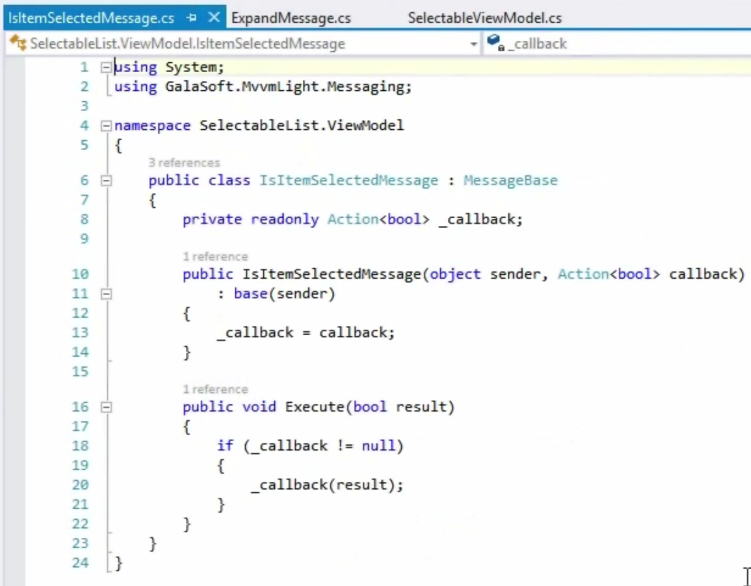 IsItemSelectedMessage.cs ExpandMessage.cs SelectableViewModel.cs
SelectableList.ViewModel.IsItemSelectedMessage _callback
1 using System;
2 using GalaSoft.MvvmLight.Messaging;
3
4 namespace SelectableList.ViewModel
5 {
3 references
6 public class IsItemSelectedMessage : MessageBase
7 {
8 private readonly Action<bool> _callback;
9
1 reference
10 public IsItemSelectedMessage(object sender, Action<bool> callback)
11 : base(sender)
12 {
13 _callback = callback;
14 }
15
1 reference
16 public void Execute(bool result)
17 {
18 if (_callback != null)
19 {
20 _callback(result);
21 }
22 }
23 }
24 }